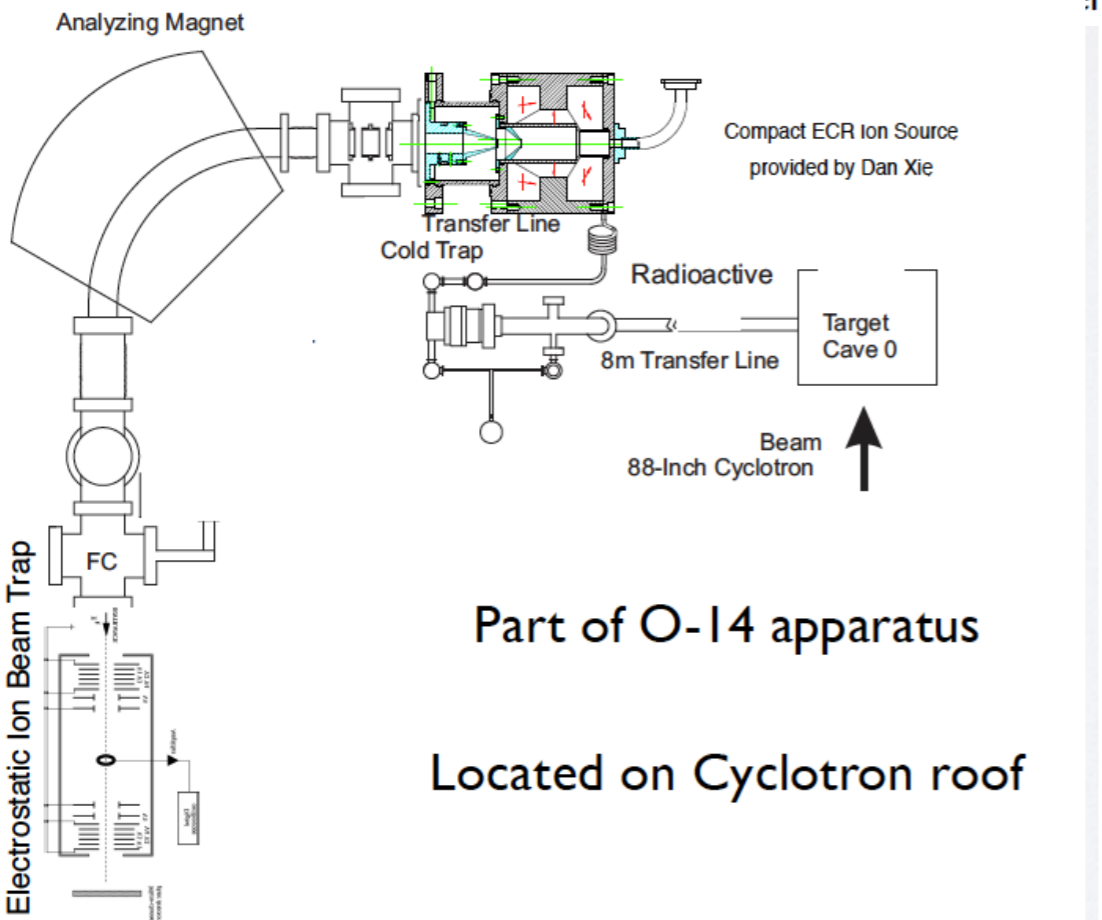 Analyzing Magnet
Compact ECR Ion Source
provided by Dan Xie
Transfer Line
Cold Trap
Radioactive
Target
Cave 0
8m Transfer Line
Beam
88-Inch Cyclotron
FC
Electrostatic Ion Beam Trap
Part of O-14 apparatus
Located on Cyclotron roof